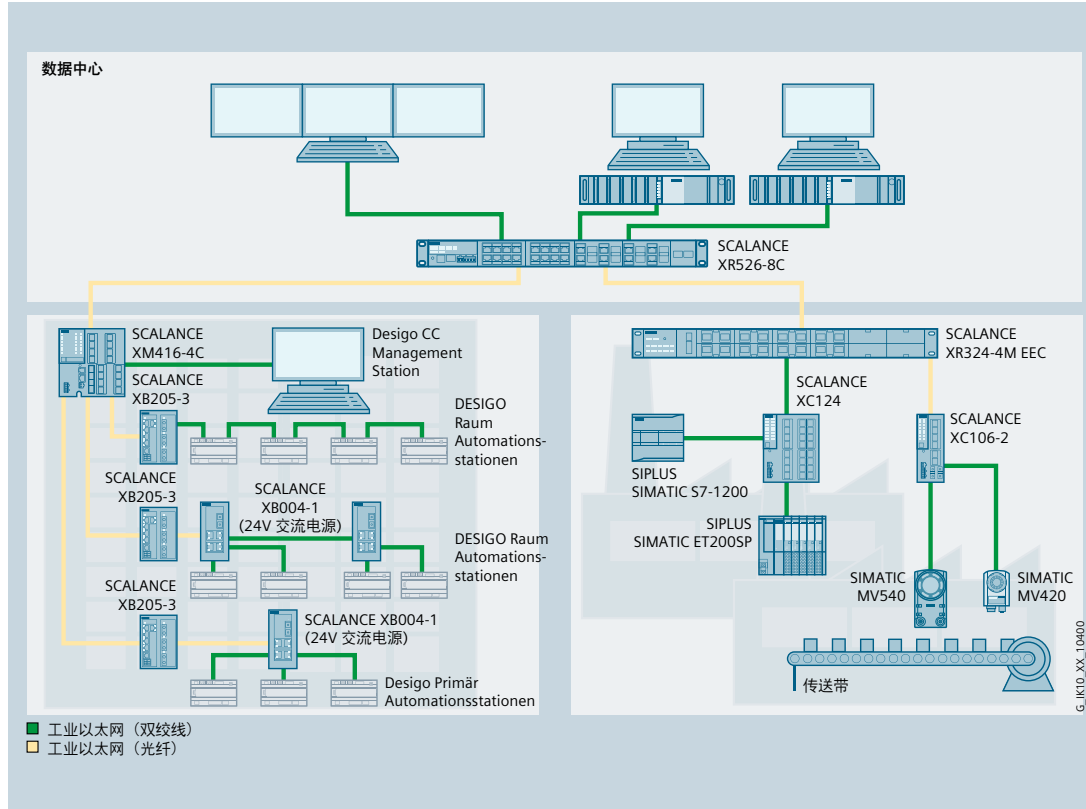 数据中心
SCALANCE
XR526-8C
SCALANCE
XM416-4C
Desigo CC
Management
Station
SCALANCE
XB205-3
DESIGO
Raum
Automations-
stationen
SCALANCE
XB205-3
SCALANCE
XB004-1
(24V 交流电源)
DESIGO Raum
Automations-
stationen
SCALANCE
XB205-3
SCALANCE XB004-1
(24V 交流电源)
Desigo Primär
Automationsstationen
SCALANCE
XR324-4M EEC
SCALANCE
XC124
SCALANCE
XC106-2
SIPLUS
SIMATIC S7-1200
SIPLUS
SIMATIC ET200SP
SIMATIC
MV540
SIMATIC
MV420
传送带
G_IK10_XX_10400
工业以太网（双绞线）
工业以太网（光纤）